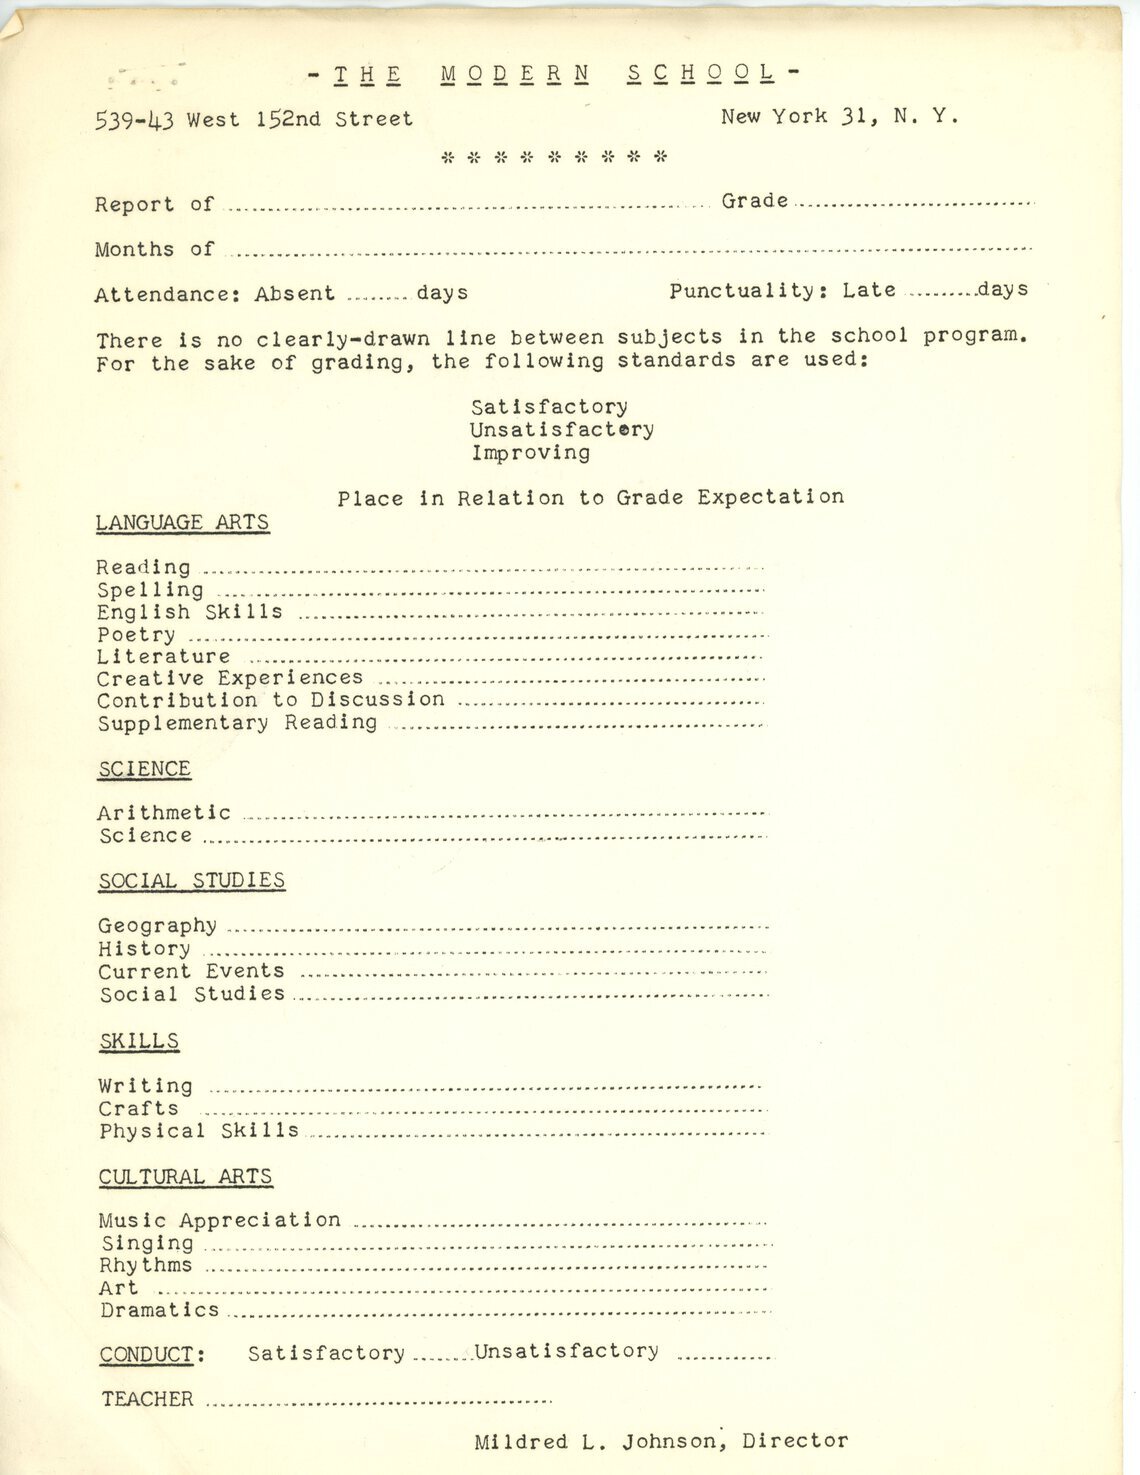 - THE MODERN SCHOOL -
539-43 West 152nd Street New York 31, N. Y.
* * * * * * * * *
Report of ........................................ Grade ....................
Months of ............................................................
Attendance: Absent ........ days Punctuality: Late .........days
There is no clearly-drawn line between subjects in the school program.
For the sake of grading, the following standards are used:
Satisfactory
Unsatisfactory
Improving
Place in Relation to Grade Expectation
LANGUAGE ARTS
Reading ........................................
Spelling ........................................
English Skills ........................................
Poetry ........................................
Literature ........................................
Creative Experiences ........................................
Contribution to Discussion ........................................
Supplementary Reading ........................................
SCIENCE
Arithmetic ........................................
Science ........................................
SOCIAL STUDIES
Geography ........................................
History ........................................
Current Events ........................................
Social Studies ........................................
SKILLS
Writing ........................................
Crafts ........................................
Physical Skills ........................................
CULTURAL ARTS
Music Appreciation ........................................
Singing ........................................
Rhythms ........................................
Art ........................................
Dramatics ........................................
CONDUCT: Satisfactory ........Unsatisfactory ............
TEACHER ........................................
Mildred L. Johnson, Director